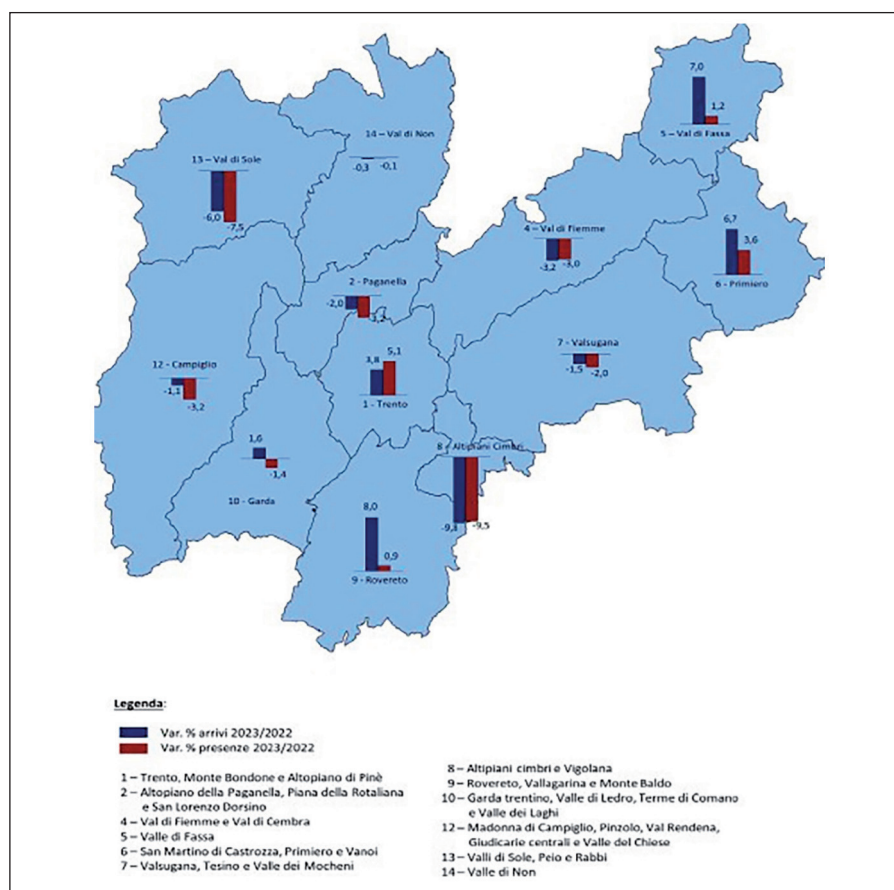 7,0
1,2
5 – Val di Fassa
14 – Val di Non
-0,3 -0,1
13 – Val di Sole
-6,0
-7,5
4 – Val di Fiemme
-3,2 -3,0
6,7
3,6
6 - Primiero
2 - Paganella
-2,0
-3,2
7 - Valsugana
-1,5
-2,0
3,8
5,1
1 - Trento
12 - Campiglio
-1,1
-3,2
1,6
-1,4
10 - Garda
8 - Altipiani Cimbri
-9,5
8,0
0,9
9 - Rovereto
Legenda:
Var. % arrivi 2023/2022
Var. % presenze 2023/2022
1 – Trento, Monte Bondone e Altopiano di Pinè
2 – Altopiano della Paganella, Piana della Rotaliana
e San Lorenzo Dorsino
4 – Val di Fiemme e Val di Cembra
5 – Valle di Fassa
6 – San Martino di Castrozza, Primiero e Vanoi
7 – Valsugana, Tesino e Valle dei Mocheni
8 – Altipiani cimbri e Vigolana
9 – Rovereto, Vallagarina e Monte Baldo
10 – Garda trentino, Valle di Ledro, Terme di Comano
e Valle dei Laghi
12 – Madonna di Campiglio, Pinzolo, Val Rendena,
Giudicarie centrali e Valle del Chiese
13 – Valli di Sole, Peio e Rabbi
14 – Valle di Non